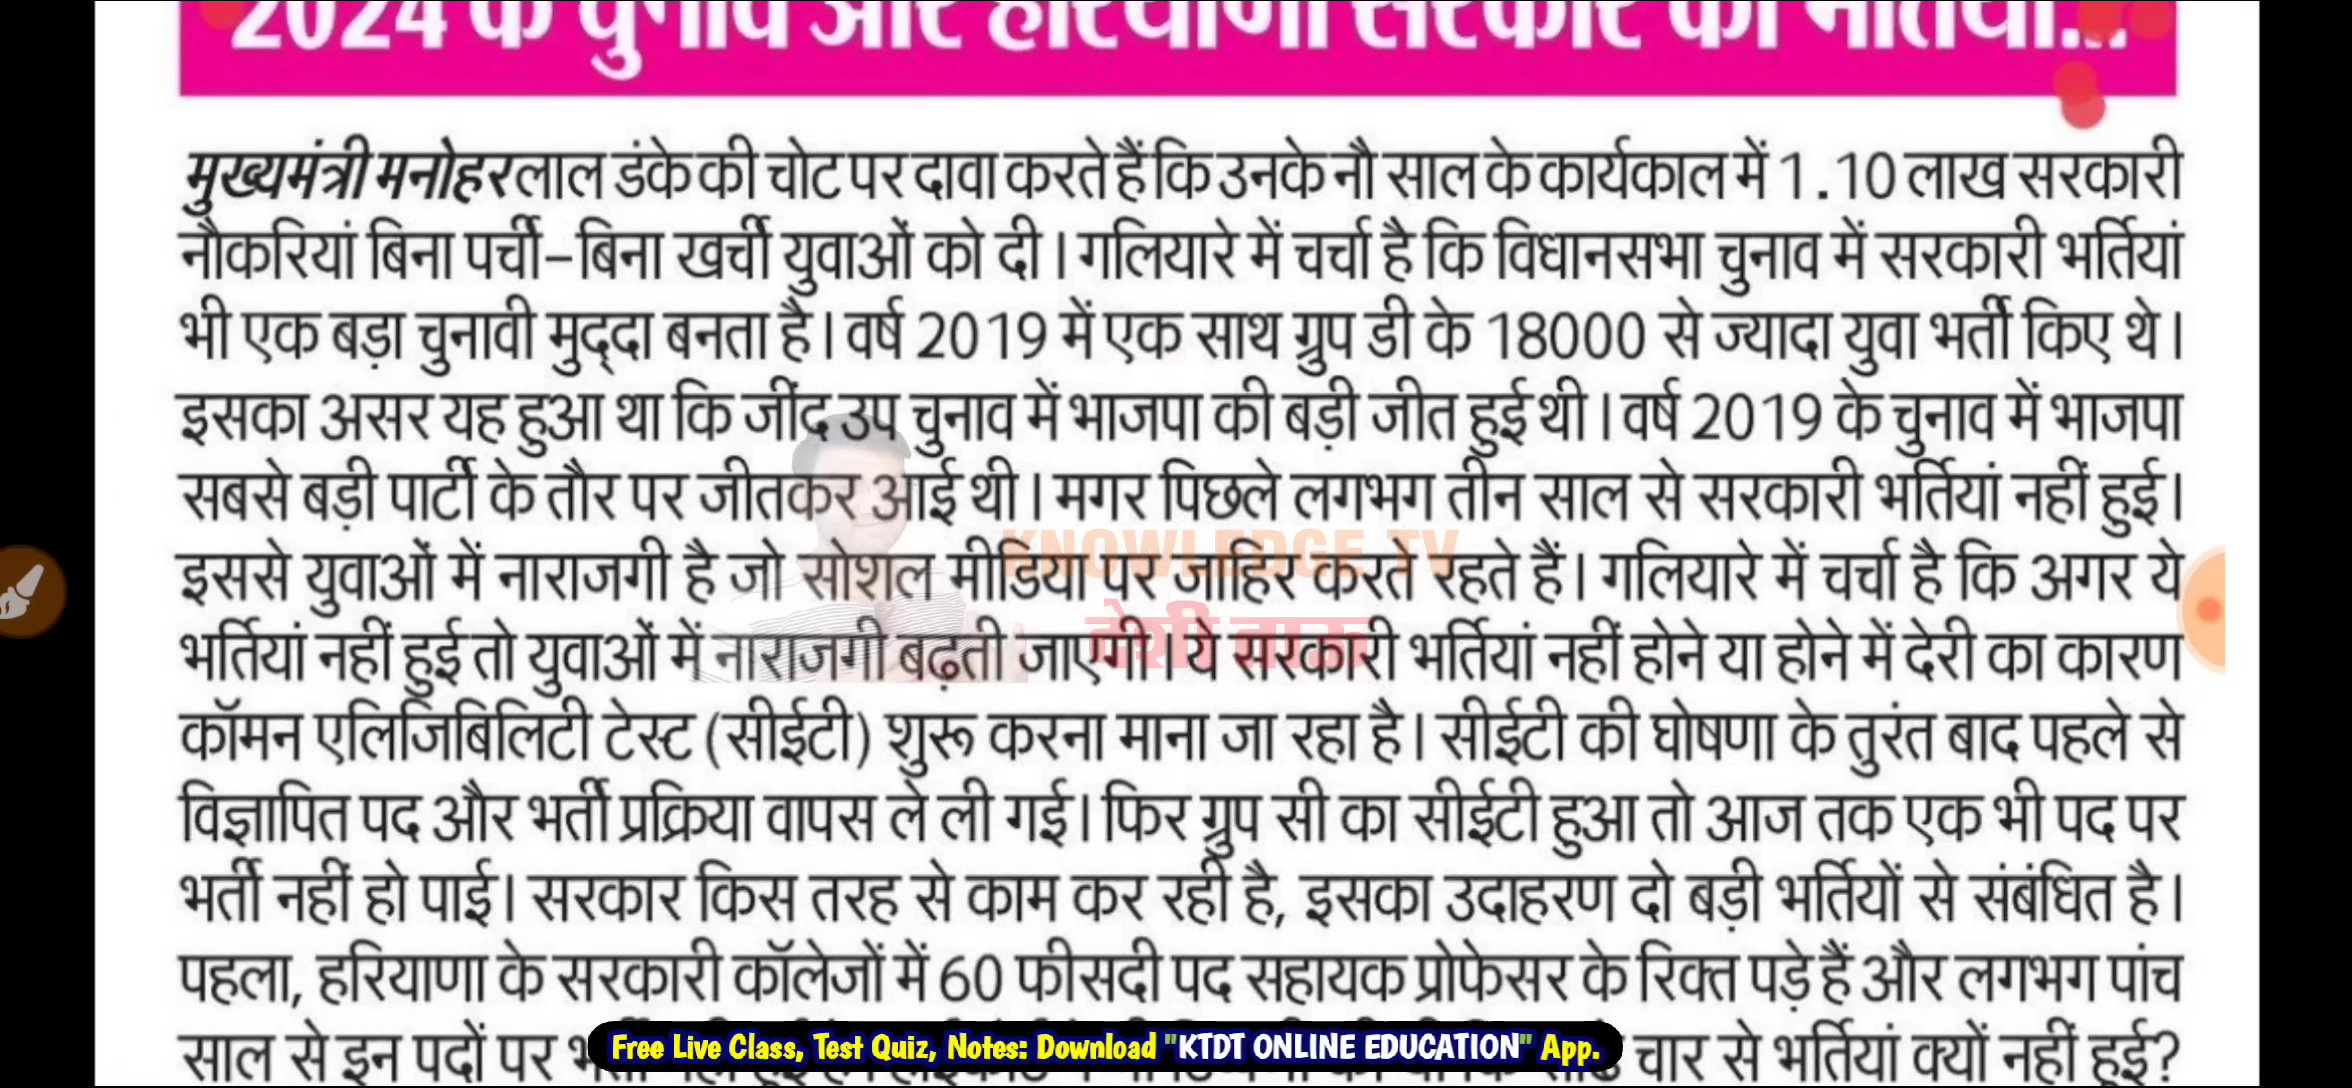 2024 के चुनाव और हरियाणा सरकार की नीतियां...
मुख्यमंत्री मनोहरलाल डंके की चोट पर दावा करते हैं कि उनके नौ साल के कार्यकाल में 1.10 लाख सरकारी
नौकरियां बिना पर्ची-बिना खर्ची युवाओं को दी। गलियारे में चर्चा है कि विधानसभा चुनाव में सरकारी भर्तियां
भी एक बड़ा चुनावी मुद्दा बनता है। वर्ष 2019 में एक साथ ग्रुप डी के 18000 से ज्यादा युवा भर्ती किए थे।
इसका असर यह हुआ था कि जींद उप चुनाव में भाजपा की बड़ी जीत हुई थी। वर्ष 2019 के चुनाव में भाजपा
सबसे बड़ी पार्टी के तौर पर जीतकर आई थी। मगर पिछले लगभग तीन साल से सरकारी भर्तियां नहीं हुई।
KNOWLEDGE TV
इससे युवाओं में नाराजगी है जो सोशल मीडिया पर जाहिर करते रहते हैं। गलियारे में चर्चा है कि अगर ये
देशी तक
भर्तियां नहीं हुई तो युवाओं में नाराजगी बढ़ती जाएगी। ये सरकारी भर्तियां नहीं होने या होने में देरी का कारण
कॉमन एलिजिबिलिटी टेस्ट (सीईटी) शुरू करना माना जा रहा है। सीईटी की घोषणा के तुरंत बाद पहले से
विज्ञापित पद और भर्ती प्रक्रिया वापस ले ली गई। फिर ग्रुप सी का सीईटी हुआ तो आज तक एक भी पद पर
भर्ती नहीं हो पाई। सरकार किस तरह से काम कर रही है, इसका उदाहरण दो बड़ी भर्तियों से संबंधित है।
पहला, हरियाणा के सरकारी कॉलेजों में 60 फीसदी पद सहायक प्रोफेसर के रिक्त पड़े हैं और लगभग पांच
साल से इन पदों पर चार से भर्तियां क्यों नहीं हुई?
Free Live Class, Test Quiz, Notes: Download "KTDT ONLINE EDUCATION" App.